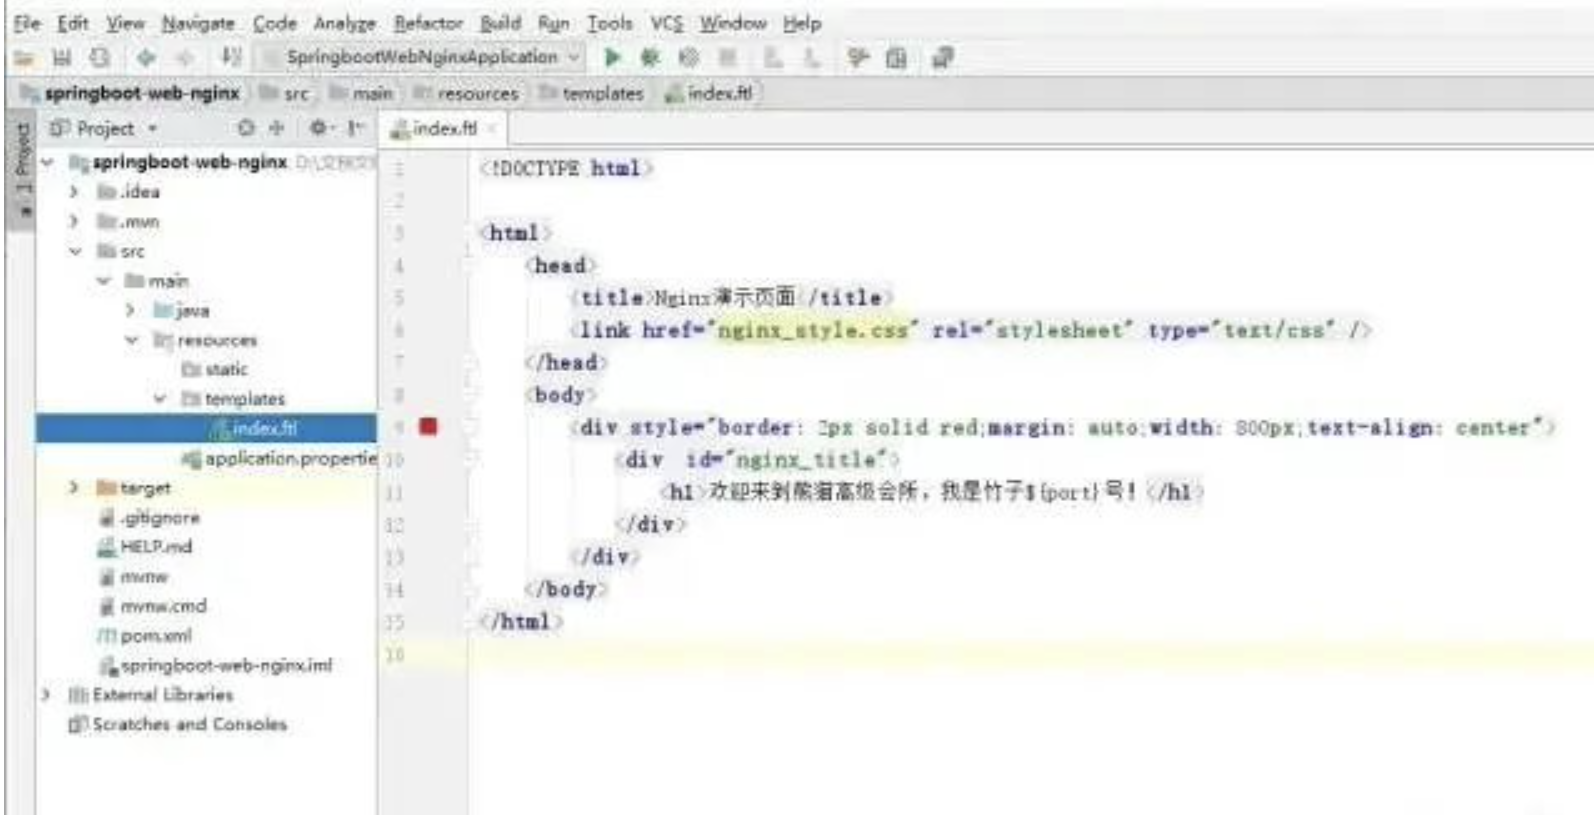 File Edit View Navigate Code Analyze Refactor Build Run Tools VCS Window Help
SpringbootWebNginxApplication
springboot-web-nginx src main resources templates index.ftl
1: Project
Project
index.ftl
springboot-web-nginx
.idea
.mvn
src
main
java
resources
static
templates
index.ftl
application.propertie
target
.gitignore
HELP.md
mvnw
mvnw.cmd
pom.xml
springboot-web-nginx.iml
External Libraries
Scratches and Consoles
1 <!DOCTYPE html>
2
3 <html>
4 <head>
5 <title>Nginx演示页面</title>
6 <link href="nginx_style.css" rel="stylesheet" type="text/css" />
7 </head>
8 <body>
9 <div style="border: 2px solid red;margin: auto;width: 800px;text-align: center">
10 <div id="nginx_title">
11 <h1>欢迎来到熊猫高级会所，我是竹子${port}号！</h1>
12 </div>
13 </div>
14 </body>
15 </html>
16